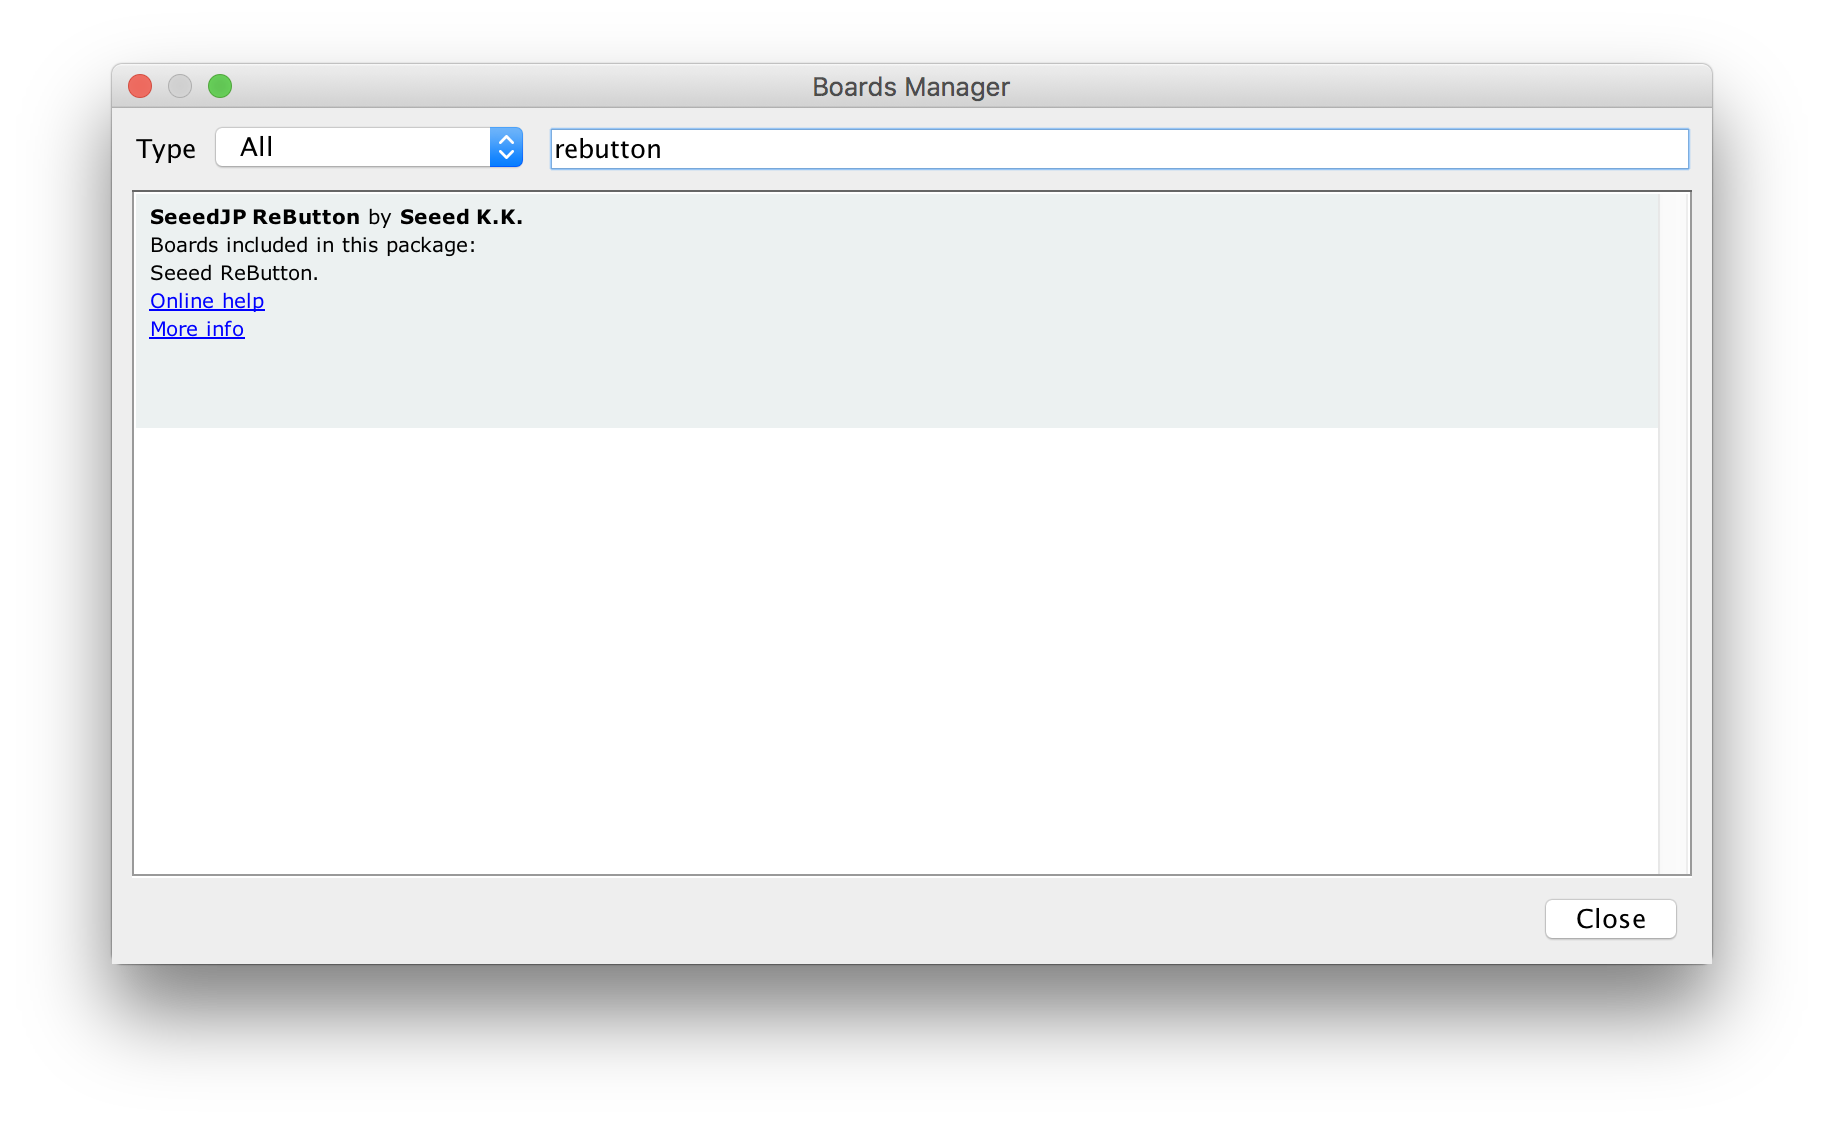 Boards Manager
Type All rebutton
SeeedJP ReButton by Seeed K.K.
Boards included in this package:
Seeed ReButton.
Online help
More info
Close